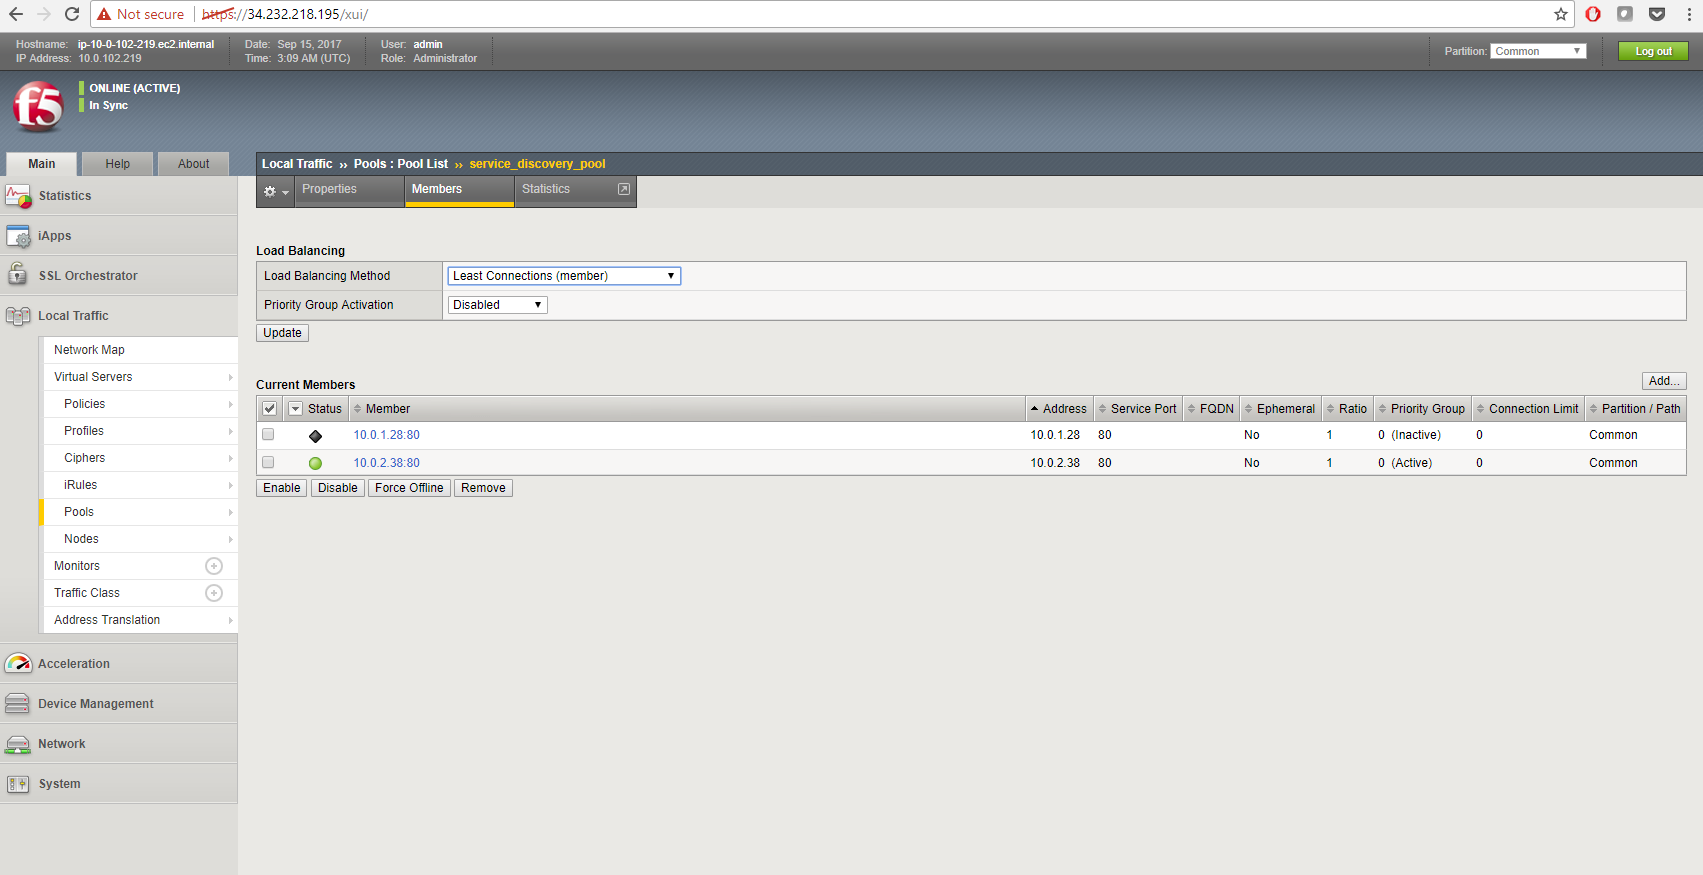 Not secure https://34.232.218.195/xui/
Hostname: ip-10-0-102-219.ec2.internal Date: Sep 15, 2017 User: admin Partition: Common Log out
IP Address: 10.0.102.219 Time: 3:09 AM (UTC) Role: Administrator
f5
ONLINE (ACTIVE)
In Sync
Main Help About
Local Traffic ›› Pools : Pool List ›› service_discovery_pool
Properties Members Statistics
Statistics
iApps
SSL Orchestrator
Local Traffic
Network Map
Virtual Servers
Policies
Profiles
Ciphers
iRules
Pools
Nodes
Monitors
Traffic Class
Address Translation
Acceleration
Device Management
Network
System
Load Balancing
Load Balancing Method Least Connections (member)
Priority Group Activation Disabled
Update
Current Members Add...
Status Member Address Service Port FQDN Ephemeral Ratio Priority Group Connection Limit Partition / Path
10.0.1.28:80 10.0.1.28 80 No 1 0 (Inactive) 0 Common
10.0.2.38:80 10.0.2.38 80 No 1 0 (Active) 0 Common
Enable Disable Force Offline Remove